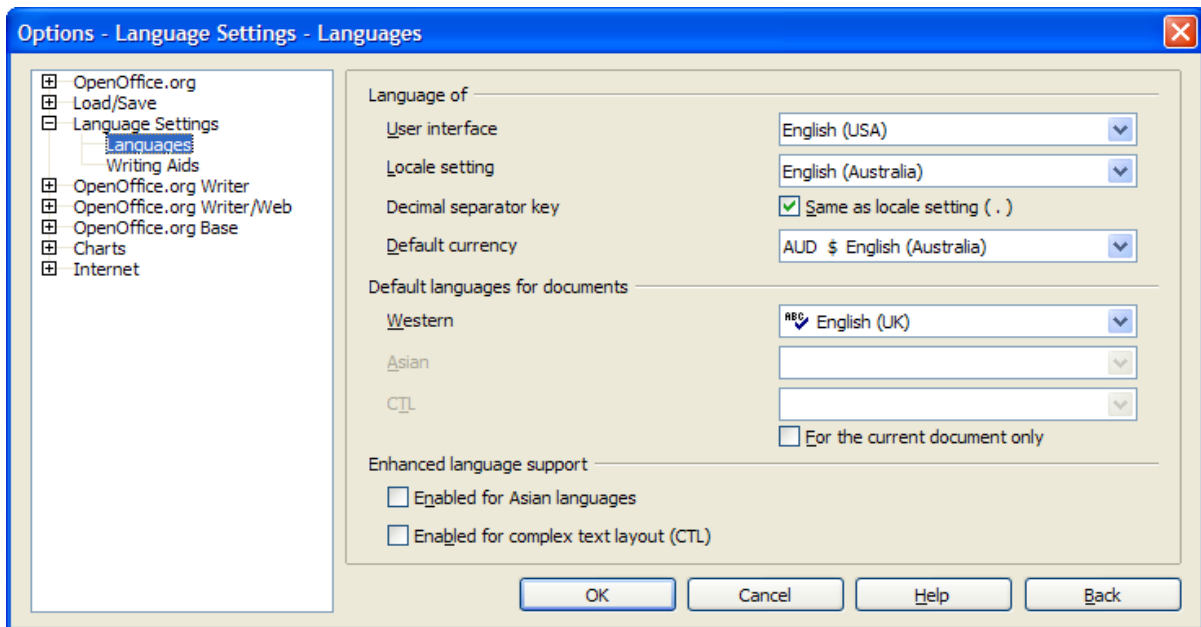 Options - Language Settings - Languages
OpenOffice.org
Load/Save
Language Settings
Languages
Writing Aids
OpenOffice.org Writer
OpenOffice.org Writer/Web
OpenOffice.org Base
Charts
Internet
Language of
User interface English (USA)
Locale setting English (Australia)
Decimal separator key Same as locale setting ( . )
Default currency AUD $ English (Australia)
Default languages for documents
Western ABC English (UK)
Asian
CTL
For the current document only
Enhanced language support
Enabled for Asian languages
Enabled for complex text layout (CTL)
OK Cancel Help Back